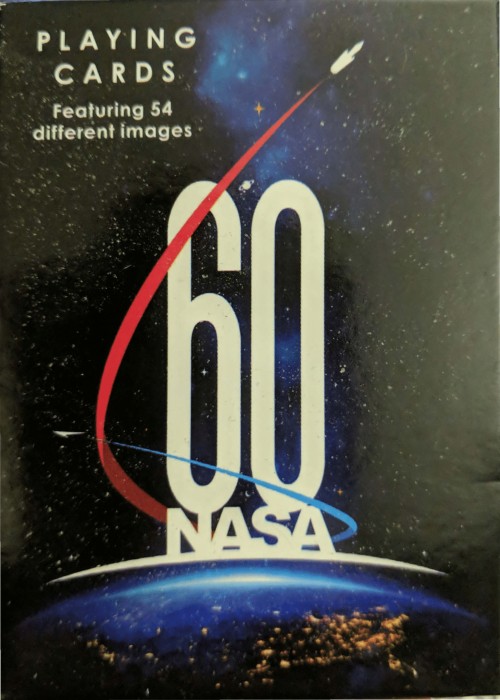 PLAYING
CARDS
Featuring 54
different images
60
NASA